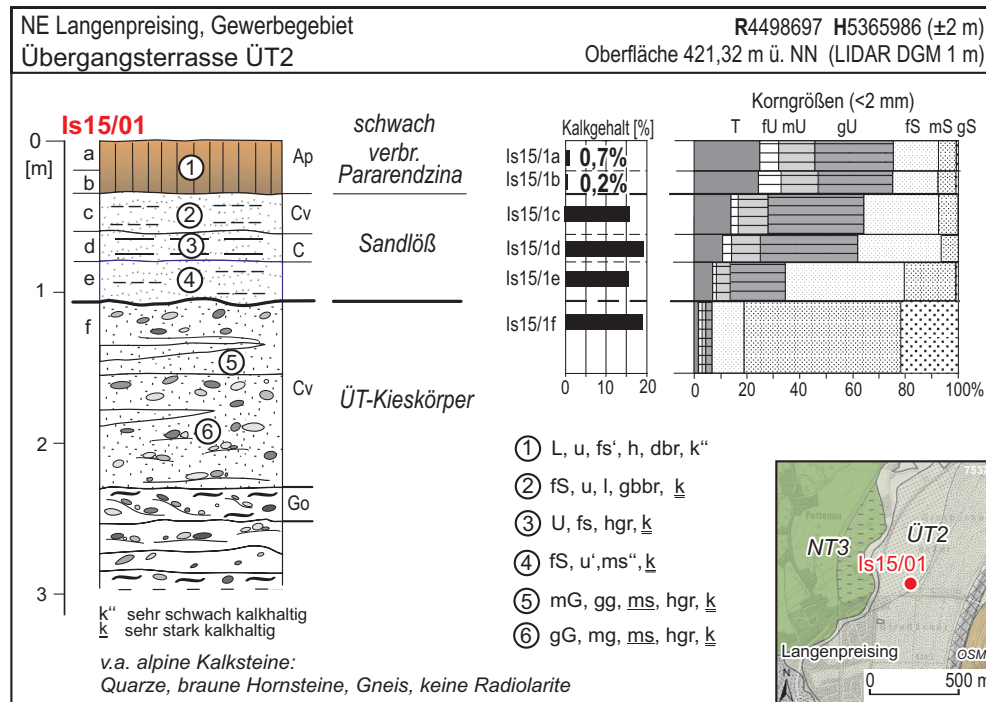 NE Langenpreising, Gewerbegebiet
Übergangsterrasse ÜT2
R4498697 H5365986 (±2 m)
Oberfläche 421,32 m ü. NN (LIDAR DGM 1 m)
Is15/01
0
[m]
1
2
3
a
b
c
d
e
f
1
2
3
4
5
6
Ap
Cv
C
Cv
Go
schwach
verbr.
Pararendzina
Sandlöß
ÜT-Kieskörper
Kalkgehalt [%]
Is15/1a 0,7%
Is15/1b 0,2%
Is15/1c
Is15/1d
Is15/1e
Is15/1f
0 10 20
Korngrößen (<2 mm)
T fU mU gU fS mS gS
0 20 40 60 80 100%
1 L, u, fs‘, h, dbr, k“
2 fS, u, l, gbbr, k
3 U, fs, hgr, k
4 fS, u‘,ms“, k
5 mG, gg, ms, hgr, k
6 gG, mg, ms, hgr, k
k“ sehr schwach kalkhaltig
k sehr stark kalkhaltig
v.a. alpine Kalksteine:
Quarze, braune Hornsteine, Gneis, keine Radiolarite
7537
NT3
ÜT2
Is15/01
Langenpreising
OSM
N
0 500 m